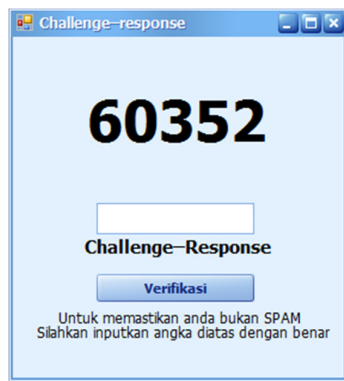 Challenge–response
60352
Challenge–Response
Verifikasi
Untuk memastikan anda bukan SPAM
Silahkan inputkan angka diatas dengan benar